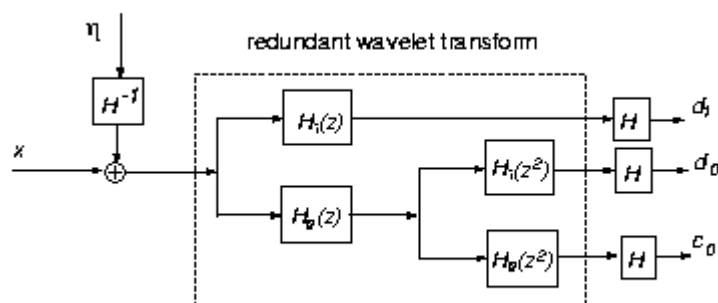 η
redundant wavelet transform
H⁻¹
H₁(z)
H
d₁
x
H₁(z²)
H
d₀
H₀(z)
H₀(z²)
H
c₀